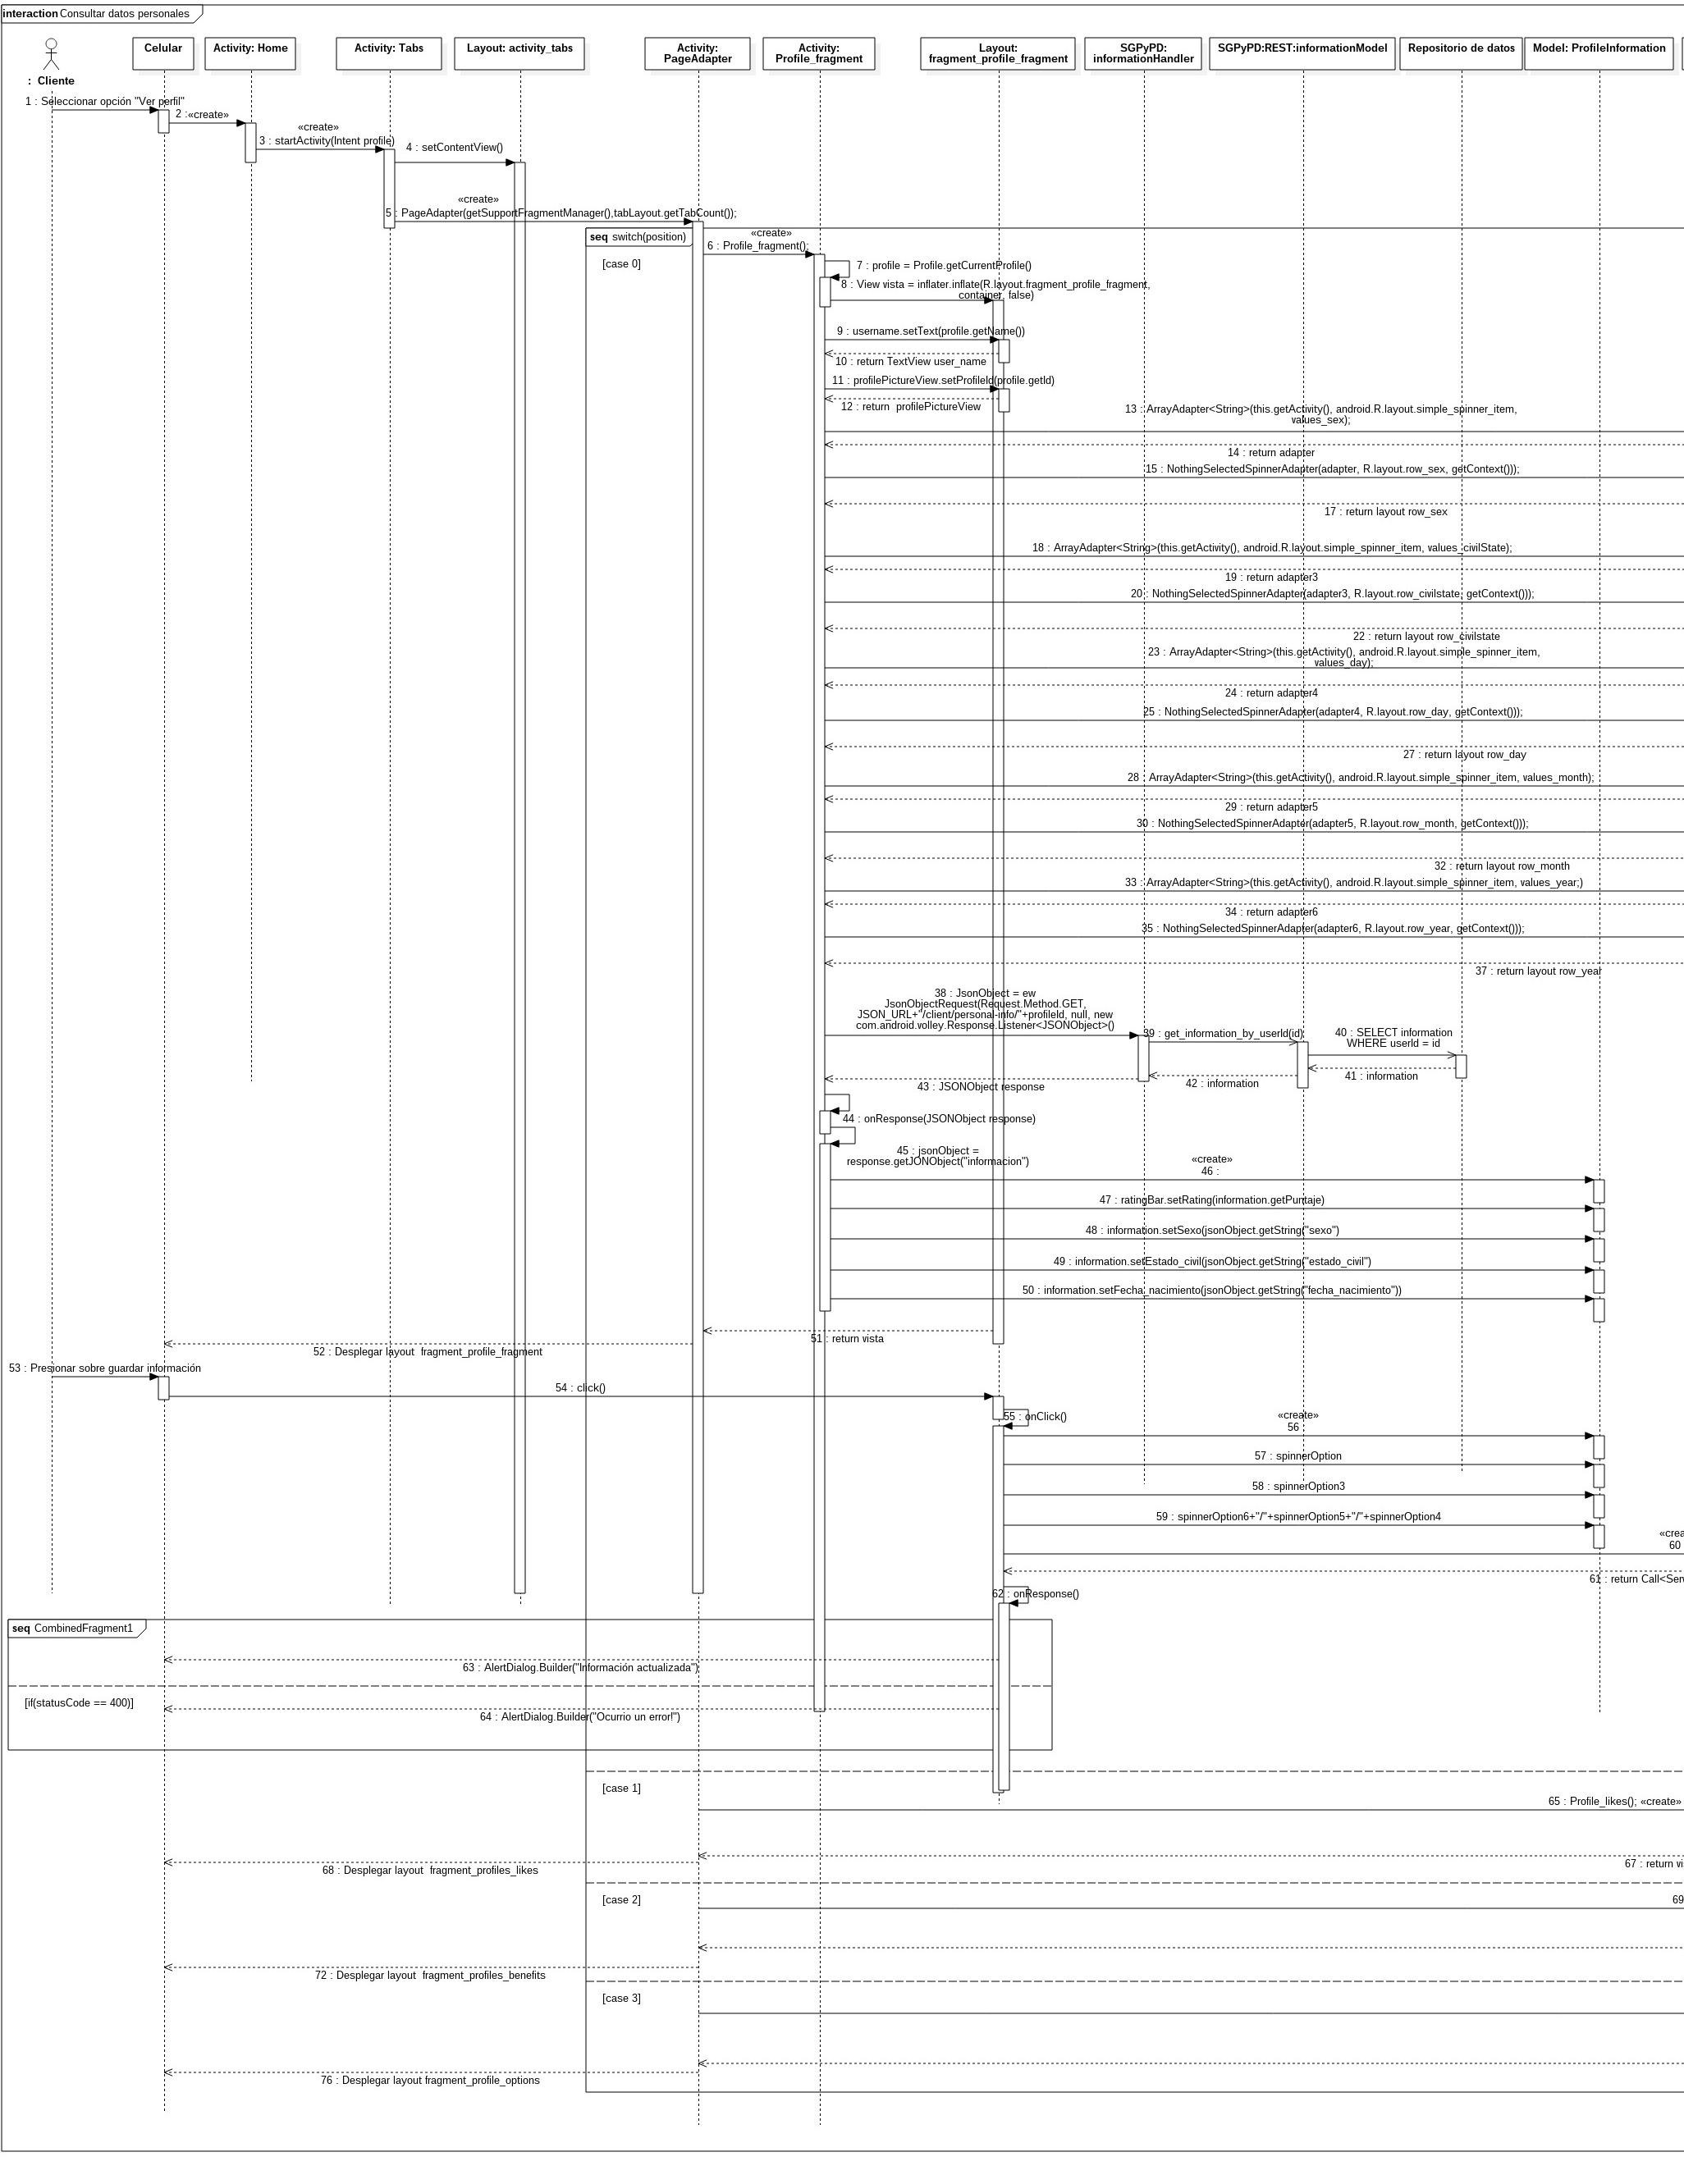 interaction Consultar datos personales
: Cliente
Celular
Activity: Home
Activity: Tabs
Layout: activity_tabs
Activity:
PageAdapter
Activity:
Profile_fragment
Layout:
fragment_profile_fragment
SGPyPD:
informationHandler
SGPyPD:REST:informationModel
Repositorio de datos
Model: ProfileInformation
1 : Seleccionar opción "Ver perfil"
2 :«create»
«create»
3 : startActivity(Intent profile)
4 : setContentView()
«create»
5 : PageAdapter(getSupportFragmentManager(),tabLayout.getTabCount());
seq switch(position)
[case 0]
«create»
6 : Profile_fragment();
7 : profile = Profile.getCurrentProfile()
8 : View vista = inflater.inflate(R.layout.fragment_profile_fragment,
container, false)
9 : username.setText(profile.getName())
10 : return TextView user_name
11 : profilePictureView.setProfileId(profile.getId)
12 : return  profilePictureView
13 : ArrayAdapter<String>(this.getActivity(), android.R.layout.simple_spinner_item,
values_sex);
14 : return adapter
15 : NothingSelectedSpinnerAdapter(adapter, R.layout.row_sex, getContext()));
17 : return layout row_sex
18 : ArrayAdapter<String>(this.getActivity(), android.R.layout.simple_spinner_item, values_civilState);
19 : return adapter3
20 : NothingSelectedSpinnerAdapter(adapter3, R.layout.row_civilstate, getContext()));
22 : return layout row_civilstate
23 : ArrayAdapter<String>(this.getActivity(), android.R.layout.simple_spinner_item,
values_day);
24 : return adapter4
25 : NothingSelectedSpinnerAdapter(adapter4, R.layout.row_day, getContext()));
27 : return layout row_day
28 : ArrayAdapter<String>(this.getActivity(), android.R.layout.simple_spinner_item, values_month);
29 : return adapter5
30 : NothingSelectedSpinnerAdapter(adapter5, R.layout.row_month, getContext()));
32 : return layout row_month
33 : ArrayAdapter<String>(this.getActivity(), android.R.layout.simple_spinner_item, values_year;)
34 : return adapter6
35 : NothingSelectedSpinnerAdapter(adapter6, R.layout.row_year, getContext()));
37 : return layout row_year
38 : JsonObject = ew
JsonObjectRequest(Request.Method.GET,
JSON_URL+"/client/personal-info/"+profileId, null, new
com.android.volley.Response.Listener<JSONObject>()
39 : get_information_by_userId(id)
40 : SELECT information
WHERE userId = id
41 : information
42 : information
43 : JSONObject response
44 : onResponse(JSONObject response)
45 : jsonObject =
response.getJONObject("informacion")
«create»
46 :
47 : ratingBar.setRating(information.getPuntaje)
48 : information.setSexo(jsonObject.getString("sexo")
49 : information.setEstado_civil(jsonObject.getString("estado_civil")
50 : information.setFecha_nacimiento(jsonObject.getString("fecha_nacimiento"))
51 : return vista
52 : Desplegar layout  fragment_profile_fragment
53 : Presionar sobre guardar información
54 : click()
55 : onClick()
«create»
56
57 : spinnerOption
58 : spinnerOption3
59 : spinnerOption6+"/"+spinnerOption5+"/"+spinnerOption4
«crea
60
61 : return Call<Serv
62 : onResponse()
seq CombinedFragment1
63 : AlertDialog.Builder("Información actualizada")
[if(statusCode == 400)]
64 : AlertDialog.Builder("Ocurrio un error!")
[case 1]
65 : Profile_likes(); «create»
67 : return vi
68 : Desplegar layout  fragment_profiles_likes
[case 2]
69
72 : Desplegar layout  fragment_profiles_benefits
[case 3]
76 : Desplegar layout fragment_profile_options